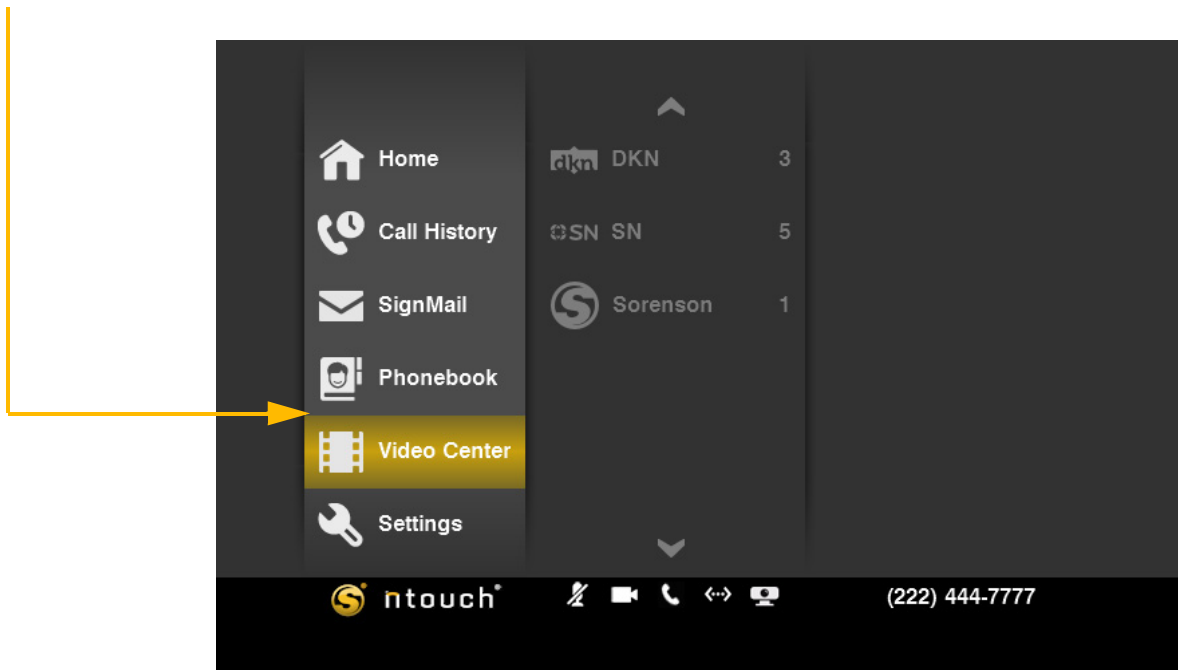 Home
Call History
SignMail
Phonebook
Video Center
Settings
dkn DKN 3
SN SN 5
S Sorenson 1
S ntouch® (222) 444-7777